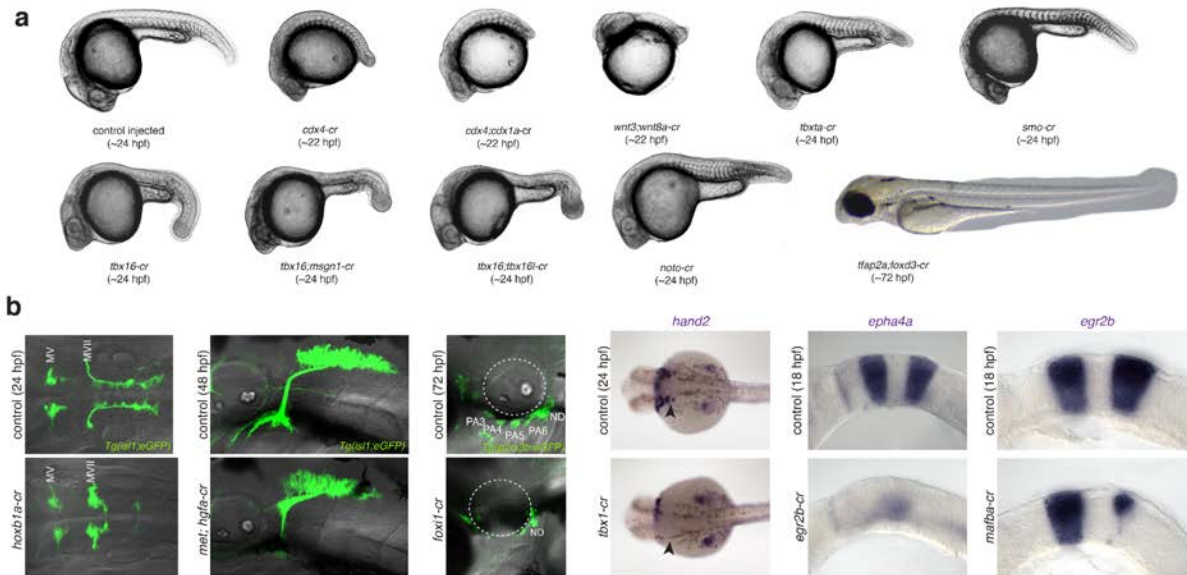 a
control injected
(~24 hpf)
cdx4-cr
(~22 hpf)
cdx4;cdx1a-cr
(~22 hpf)
wnt3;wnt8a-cr
(~22 hpf)
tbxta-cr
(~24 hpf)
smo-cr
(~24 hpf)
tbx16-cr
(~24 hpf)
tbx16;msgn1-cr
(~24 hpf)
tbx16;tbx16l-cr
(~24 hpf)
noto-cr
(~24 hpf)
tfap2a;foxd3-cr
(~72 hpf)
b
hand2
epha4a
egr2b
control (24 hpf)
MV
MVII
Tg(isl1;eGFP)
control (48 hpf)
Tg(isl1;eGFP)
control (72 hpf)
PA3
PA4
PA5
PA6
ND
control (24 hpf)
control (18 hpf)
control (18 hpf)
hoxb1a-cr
MV
MVII
met; hgfa-cr
foxi1-cr
ND
tbx1-cr
egr2b-cr
mafba-cr